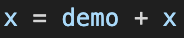 x = demo + x